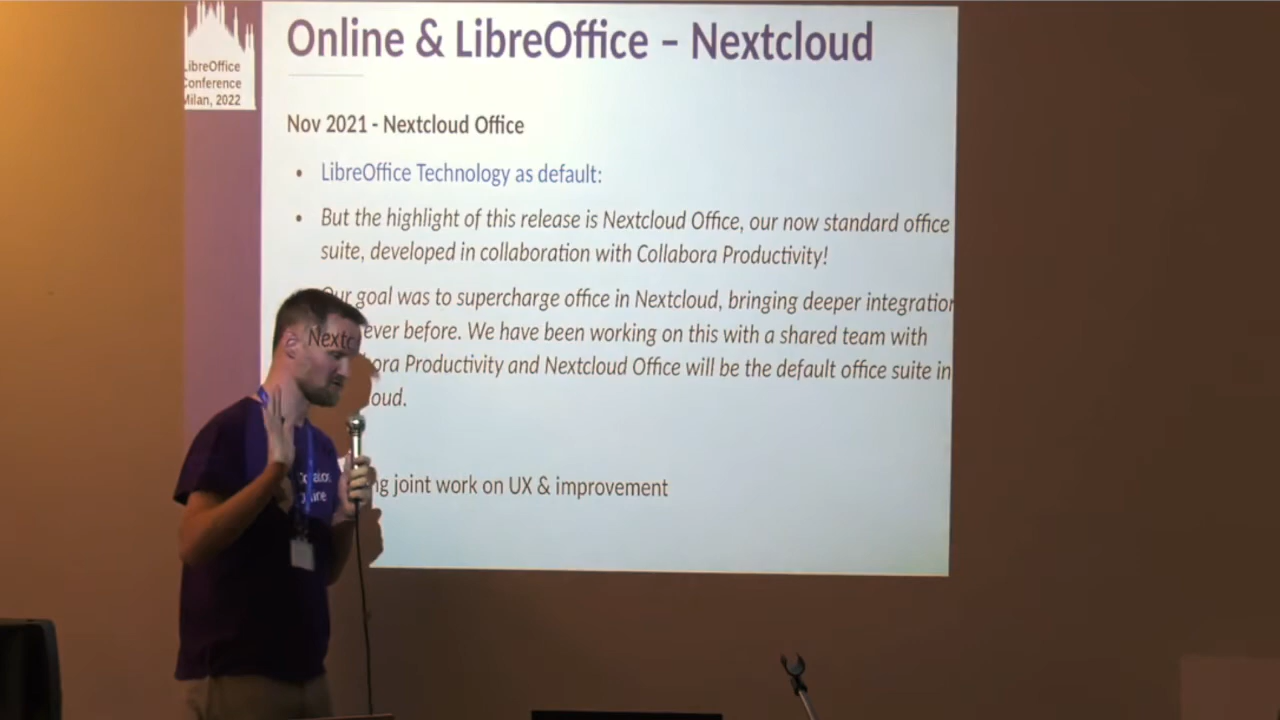 LibreOffice
Conference
Milan, 2022
Online & LibreOffice – Nextcloud
Nov 2021 - Nextcloud Office
• LibreOffice Technology as default:
• But the highlight of this release is Nextcloud Office, our now standard office
suite, developed in collaboration with Collabora Productivity!
Our goal was to supercharge office in Nextcloud, bringing deeper integration
ever before. We have been working on this with a shared team with
Productivity and Nextcloud Office will be the default office suite in
joint work on UX & improvement